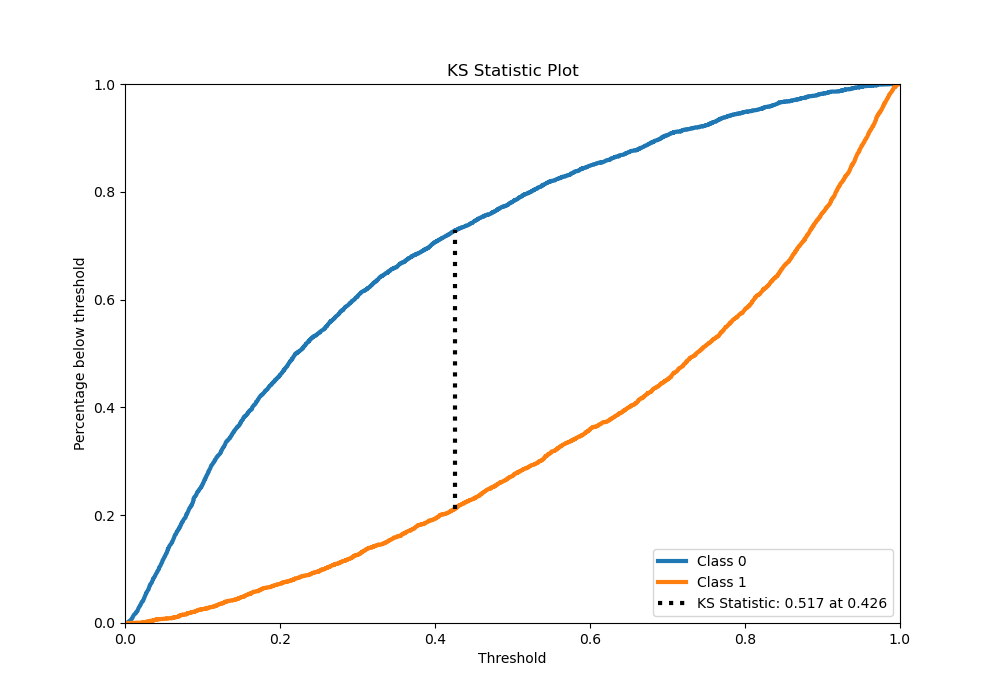 KS Statistic Plot
1.0
0.8
0.6
0.4
0.2
0.0
Percentage below threshold
0.0 0.2 0.4 0.6 0.8 1.0
Threshold
Class 0
Class 1
KS Statistic: 0.517 at 0.426